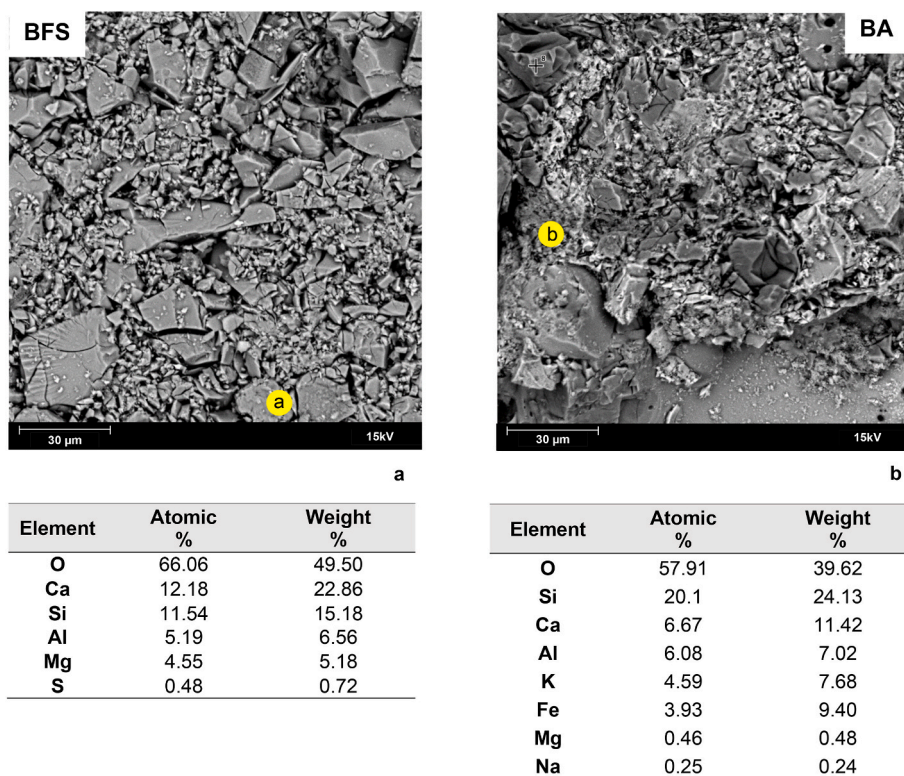 BFS
a
30 µm 15kV
a
BA
b
30 µm 15kV
b
Element Atomic % Weight %
O 66.06 49.50
Ca 12.18 22.86
Si 11.54 15.18
Al 5.19 6.56
Mg 4.55 5.18
S 0.48 0.72
Element Atomic % Weight %
O 57.91 39.62
Si 20.1 24.13
Ca 6.67 11.42
Al 6.08 7.02
K 4.59 7.68
Fe 3.93 9.40
Mg 0.46 0.48
Na 0.25 0.24